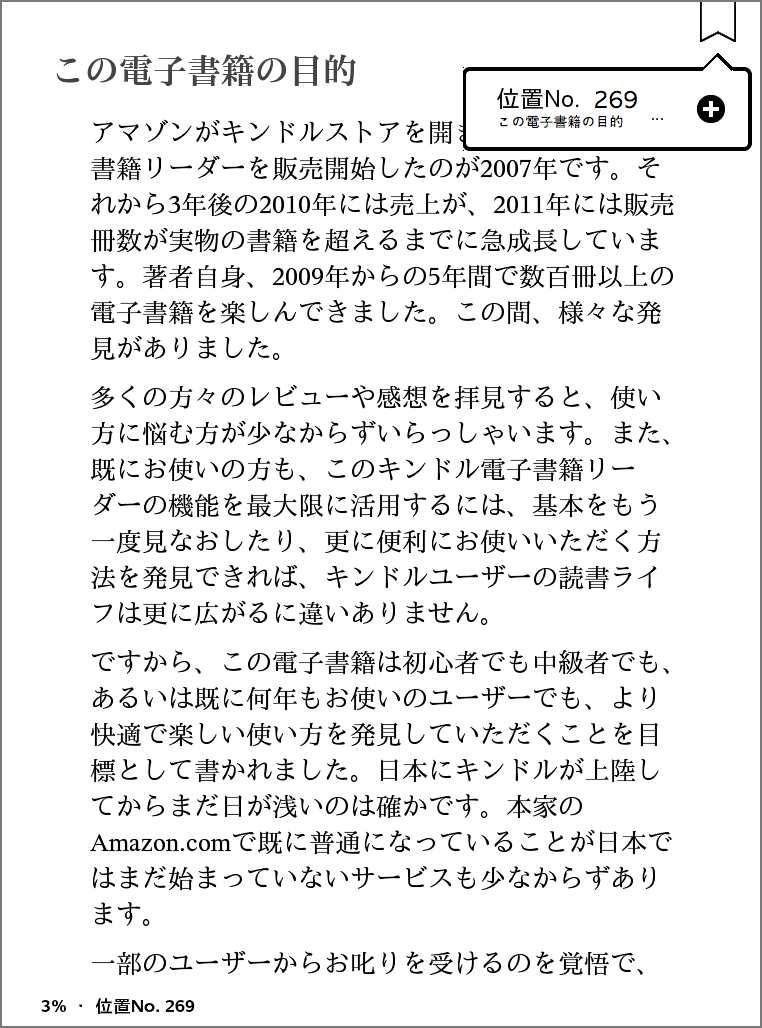 この電子書籍の目的
位置No. 269
この電子書籍の目的 ...
アマゾンがキンドルストアを開
書籍リーダーを販売開始したのが2007年です。そ
れから3年後の2010年には売上が、2011年には販売
冊数が実物の書籍を超えるまでに急成長していま
す。著者自身、2009年からの5年間で数百冊以上の
電子書籍を楽しんできました。この間、様々な発
見がありました。
多くの方々のレビューや感想を拝見すると、使い
方に悩む方が少なからずいらっしゃいます。また、
既にお使いの方も、このキンドル電子書籍リー
ダーの機能を最大限に活用するには、基本をもう
一度見なおしたり、更に便利にお使いいただく方
法を発見できれば、キンドルユーザーの読書ライ
フは更に広がるに違いありません。
ですから、この電子書籍は初心者でも中級者でも、
あるいは既に何年もお使いのユーザーでも、より
快適で楽しい使い方を発見していただくことを目
標として書かれました。日本にキンドルが上陸し
てからまだ日が浅いのは確かです。本家の
Amazon.comで既に普通になっていることが日本で
はまだ始まっていないサービスも少なからずあり
ます。
一部のユーザーからお叱りを受けるのを覚悟で、
3% · 位置No. 269